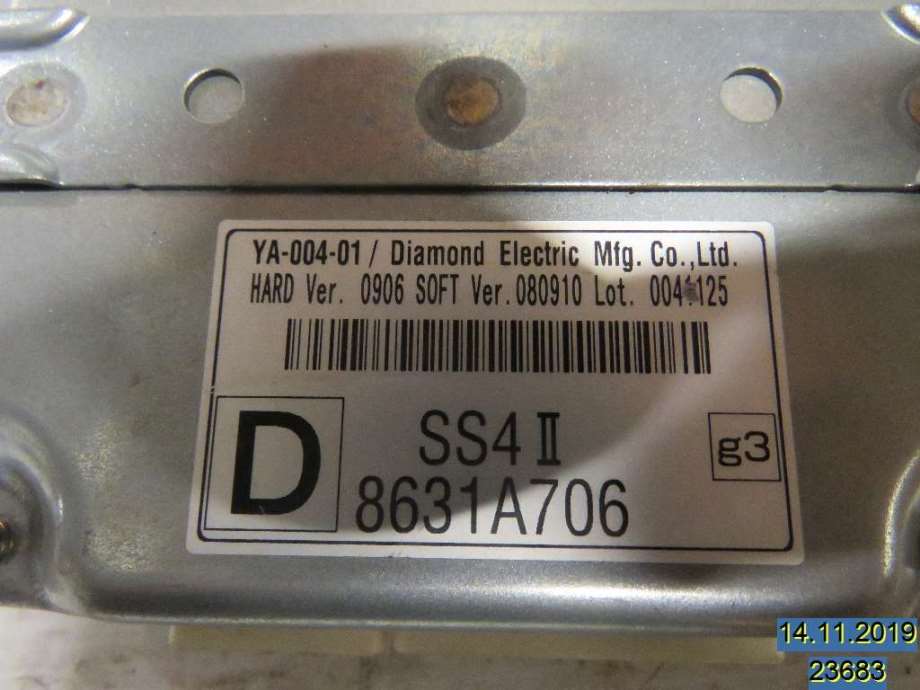 YA-004-01 / Diamond Electric Mfg. Co.,Ltd.
HARD Ver. 0906 SOFT Ver. 080910 Lot. 0041125
D
SS4 Ⅱ
g3
8631A706
14.11.2019
23683